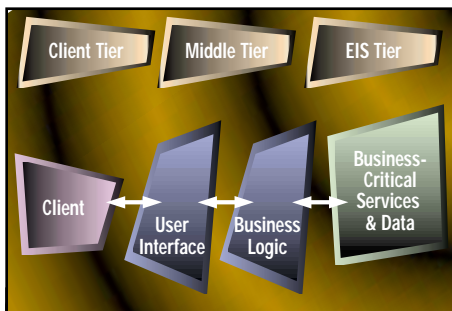 Client Tier
Middle Tier
EIS Tier
Client
User
Interface
Business
Logic
Business-
Critical
Services
& Data